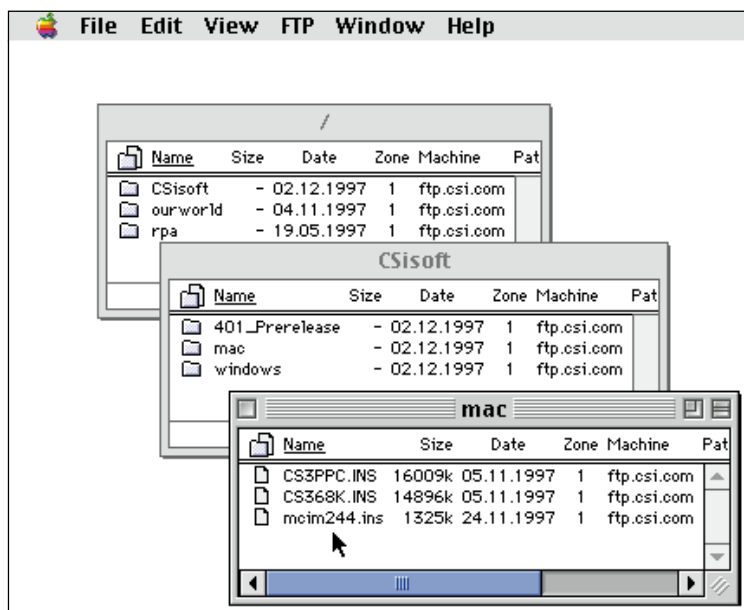 File Edit View FTP Window Help
/
Name Size Date Zone Machine Pat
CSisoft - 02.12.1997 1 ftp.csi.com
ourworld - 04.11.1997 1 ftp.csi.com
rpa - 19.05.1997 1 ftp.csi.com
CSisoft
Name Size Date Zone Machine Pat
401_Prerelease - 02.12.1997 1 ftp.csi.com
mac - 02.12.1997 1 ftp.csi.com
windows - 02.12.1997 1 ftp.csi.com
mac
Name Size Date Zone Machine Pat
CS3PPC.INS 16009k 05.11.1997 1 ftp.csi.com
CS368K.INS 14896k 05.11.1997 1 ftp.csi.com
mcim244.ins 1325k 24.11.1997 1 ftp.csi.com